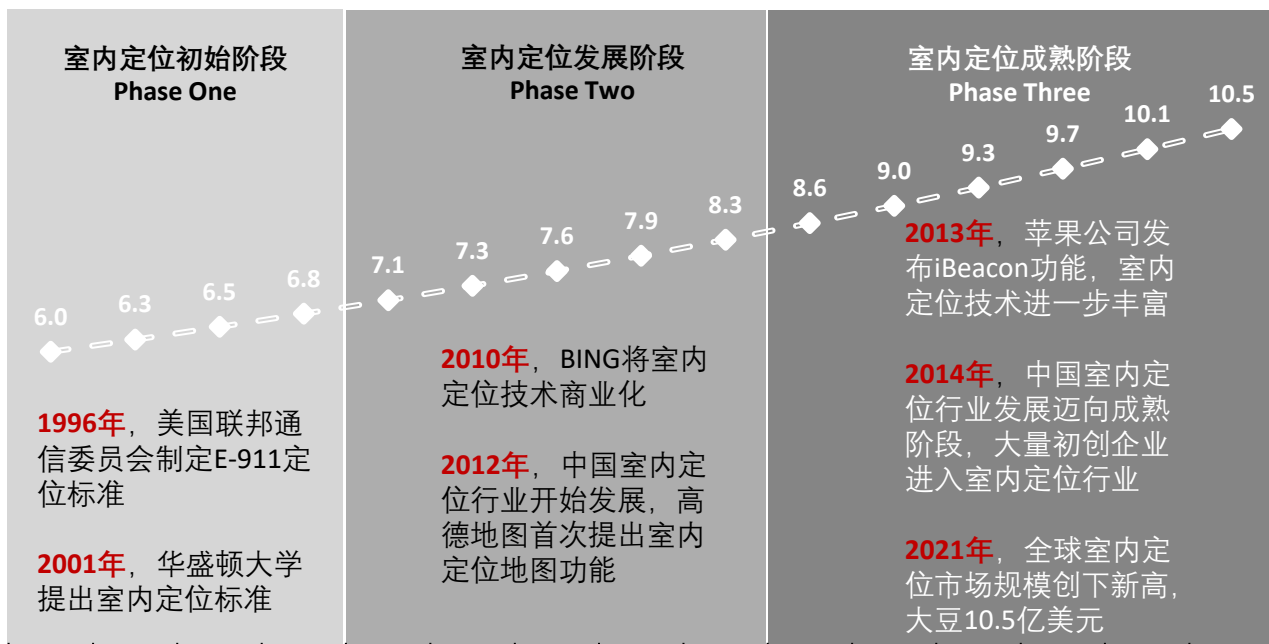 室内定位初始阶段
Phase One
室内定位发展阶段
Phase Two
室内定位成熟阶段
Phase Three
6.0
6.3
6.5
6.8
7.1
7.3
7.6
7.9
8.3
8.6
9.0
9.3
9.7
10.1
10.5
1996年，美国联邦通
信委员会制定E-911定
位标准
2001年，华盛顿大学
提出室内定位标准
2010年，BING将室内
定位技术商业化
2012年，中国室内定
位行业开始发展，高
德地图首次提出室内
定位地图功能
2013年，苹果公司发
布iBeacon功能，室内
定位技术进一步丰富
2014年，中国室内定
位行业发展迈向成熟
阶段，大量初创企业
进入室内定位行业
2021年，全球室内定
位市场规模创下新高，
大豆10.5亿美元